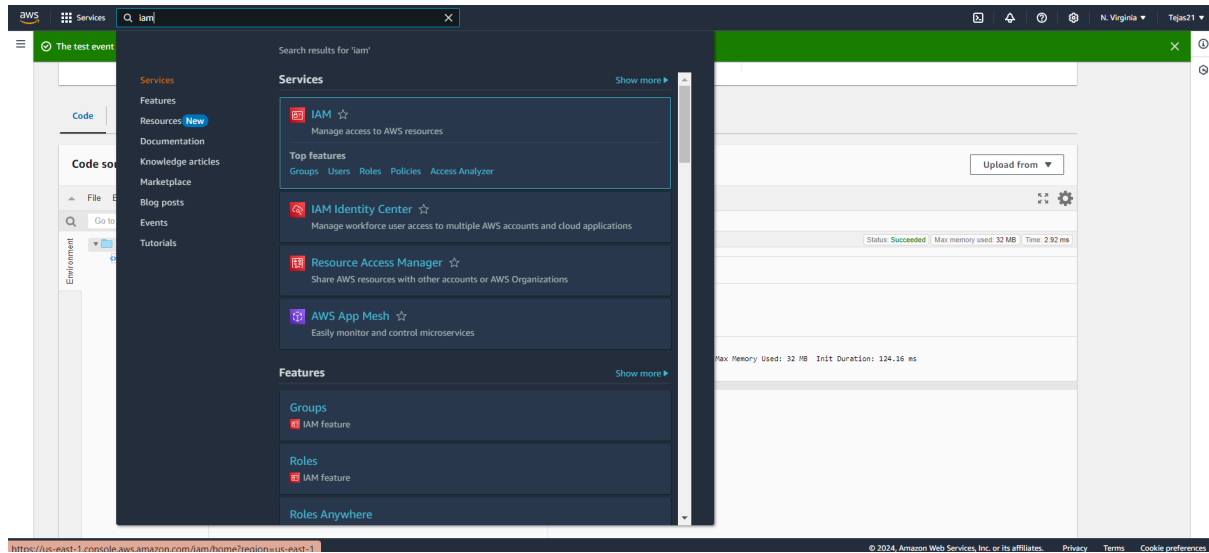 aws
Services
iam
N. Virginia
Tejas21
The test event
Search results for 'iam'
Services
Features
Resources New
Documentation
Knowledge articles
Marketplace
Blog posts
Events
Tutorials
Services
Show more
IAM
Manage access to AWS resources
Top features
Groups Users Roles Policies Access Analyzer
IAM Identity Center
Manage workforce user access to multiple AWS accounts and cloud applications
Resource Access Manager
Share AWS resources with other accounts or AWS Organizations
AWS App Mesh
Easily monitor and control microservices
Features
Show more
Groups
IAM feature
Roles
IAM feature
Roles Anywhere
Code
Code sou
Upload from
File E
Go to
Environment
Status: Succeeded Max memory used: 32 MB Time: 2.92 ms
Max Memory Used: 32 MB Init Duration: 124.16 ms
https://us-east-1.console.aws.amazon.com/iam/home?region=us-east-1
© 2024, Amazon Web Services, Inc. or its affiliates. Privacy Terms Cookie preferences